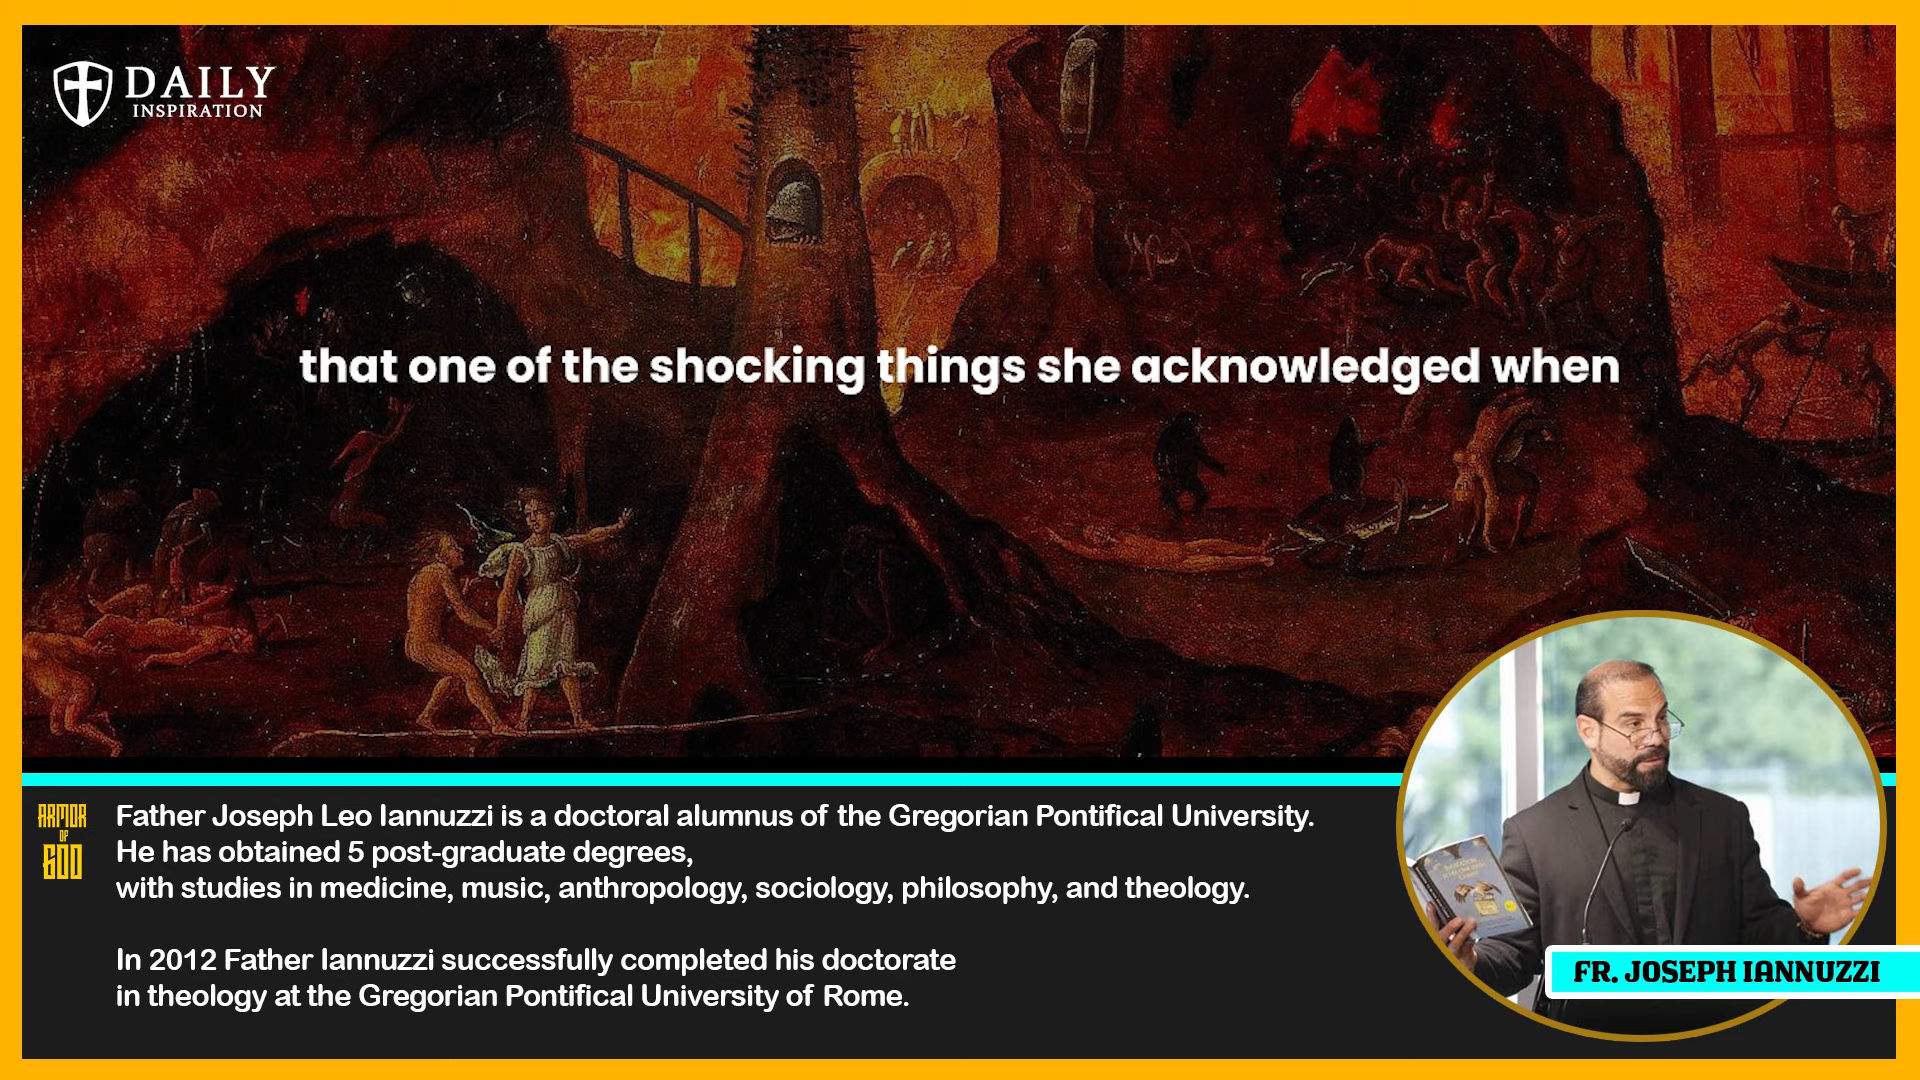 DAILY
INSPIRATION
that one of the shocking things she acknowledged when
ARMOR
OF
GOD
Father Joseph Leo Iannuzzi is a doctoral alumnus of the Gregorian Pontifical University.
He has obtained 5 post-graduate degrees,
with studies in medicine, music, anthropology, sociology, philosophy, and theology.
In 2012 Father Iannuzzi successfully completed his doctorate
in theology at the Gregorian Pontifical University of Rome.
FR. JOSEPH IANNUZZI